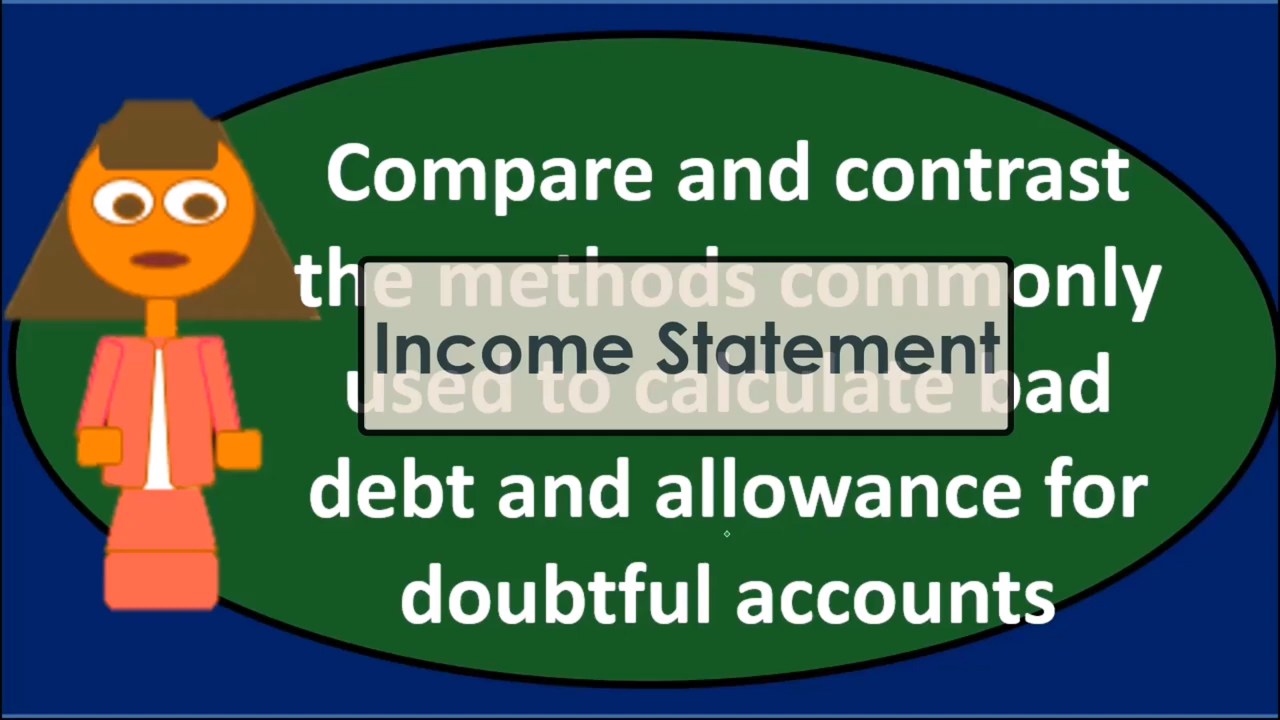 Compare and contrast
the methods commonly
Income Statement
used to calculate bad
debt and allowance for
doubtful accounts